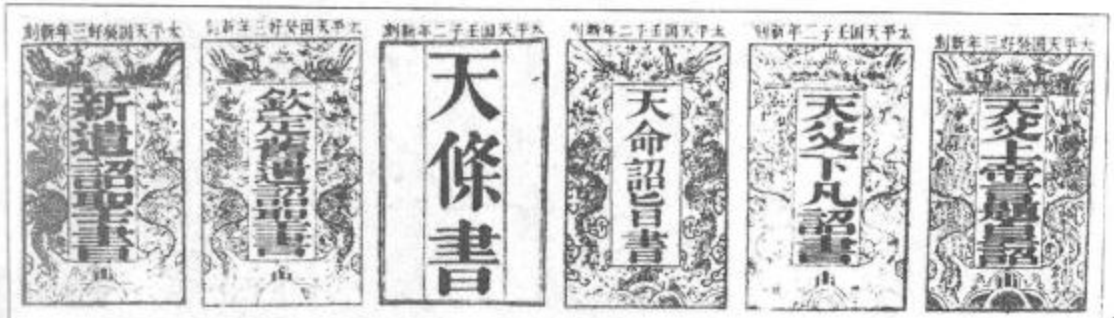 太平天囯癸好三年新刻
新遺詔聖書
太平天囯癸好三年新刻
欽定舊遺詔聖書
太平天囯壬子二年新刻
天條書
太平天囯壬子二年新刻
天命詔旨書
太平天囯壬子二年新刻
天父下凡詔書
太平天囯癸好三年新刻
天父上帝言題皇詔